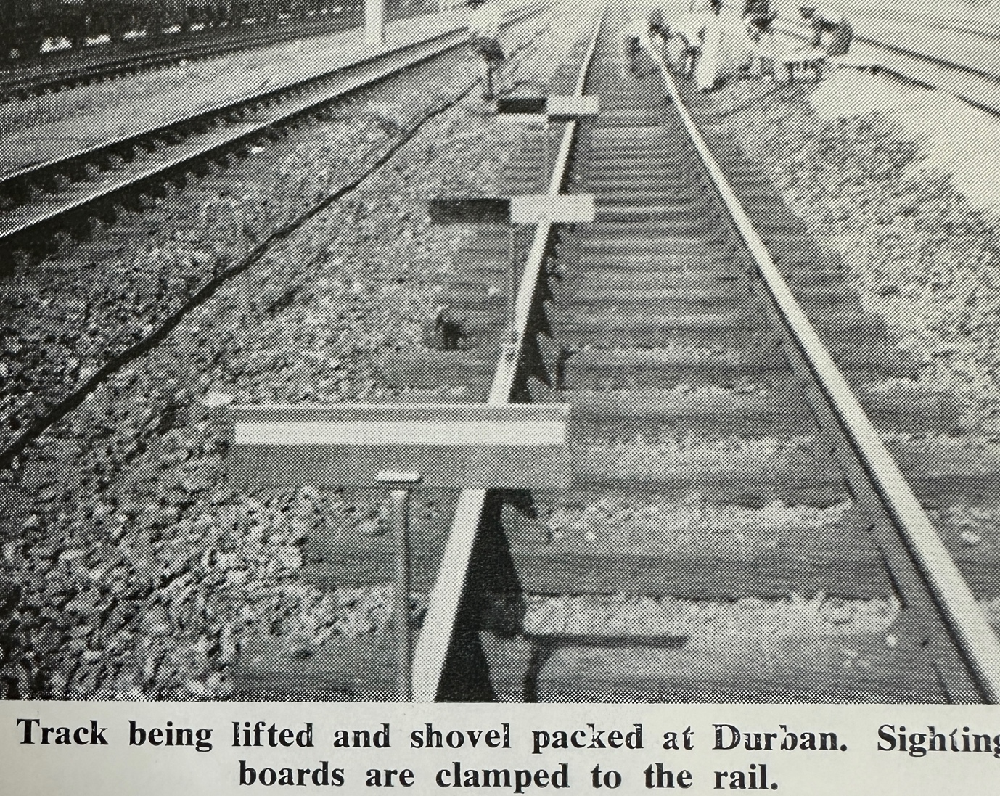 Track being lifted and shovel packed at Durban. Sighting
boards are clamped to the rail.